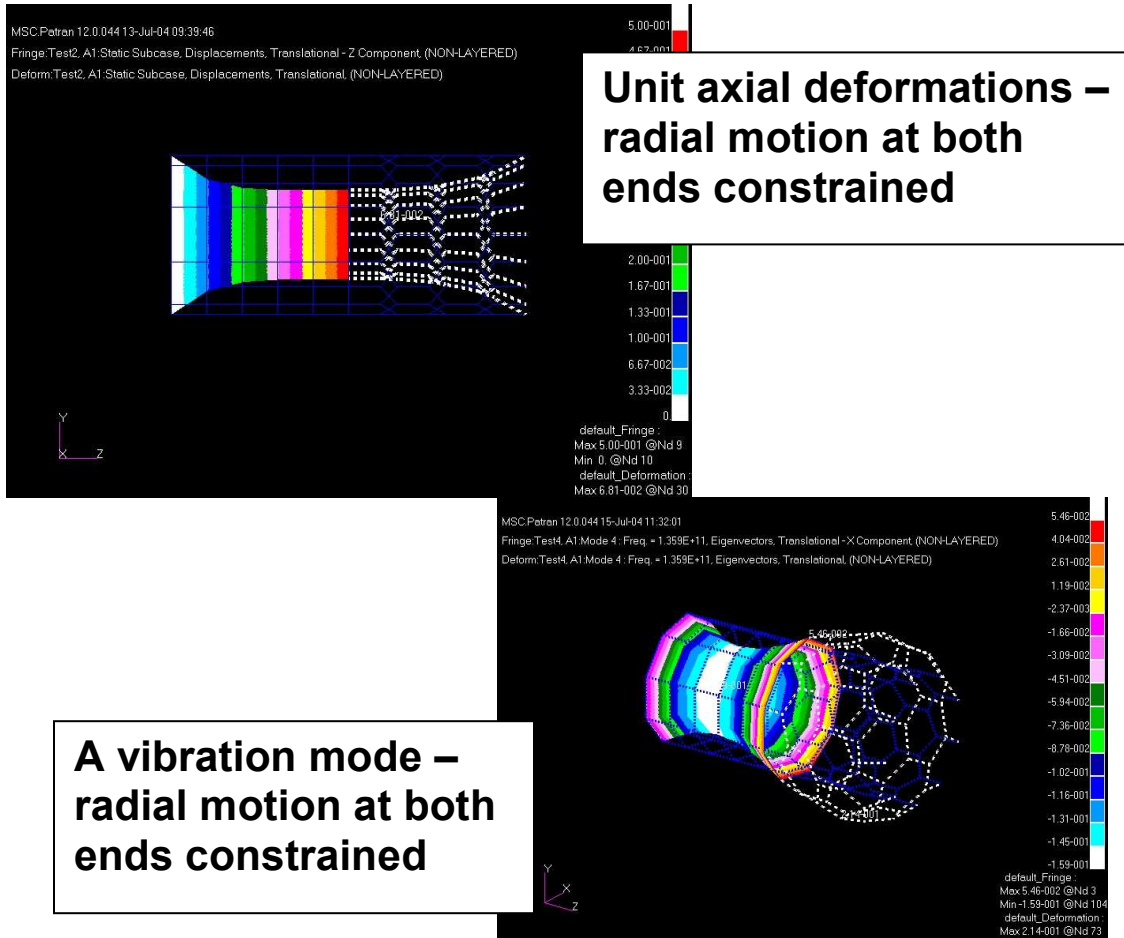 MSC.Patran 12.0.044 13-Jul-04 09:39:46
Fringe:Test2, A1:Static Subcase, Displacements, Translational - Z Component, (NON-LAYERED)
Deform:Test2, A1:Static Subcase, Displacements, Translational, (NON-LAYERED)
5.00-001
Unit axial deformations –
radial motion at both
ends constrained
2.00-001
1.67-001
1.33-001
1.00-001
6.67-002
3.33-002
0.
Y
X Z
default_Fringe :
Max 5.00-001 @Nd 9
Min 0. @Nd 10
default_Deformation :
Max 6.81-002 @Nd 30
MSC.Patran 12.0.044 15-Jul-04 11:32:01
Fringe:Test4, A1:Mode 4 : Freq. = 1.359E+11, Eigenvectors, Translational - X Component, (NON-LAYERED)
Deform:Test4, A1:Mode 4 : Freq. = 1.359E+11, Eigenvectors, Translational, (NON-LAYERED)
5.46-002
4.04-002
2.61-002
1.19-002
-2.37-003
-1.66-002
-3.09-002
-4.51-002
-5.94-002
-7.36-002
-8.78-002
-1.02-001
-1.16-001
-1.31-001
-1.45-001
-1.59-001
5.46-002
2.14-001
A vibration mode –
radial motion at both
ends constrained
Y
X
Z
default_Fringe :
Max 5.46-002 @Nd 3
Min -1.59-001 @Nd 104
default_Deformation :
Max 2.14-001 @Nd 73